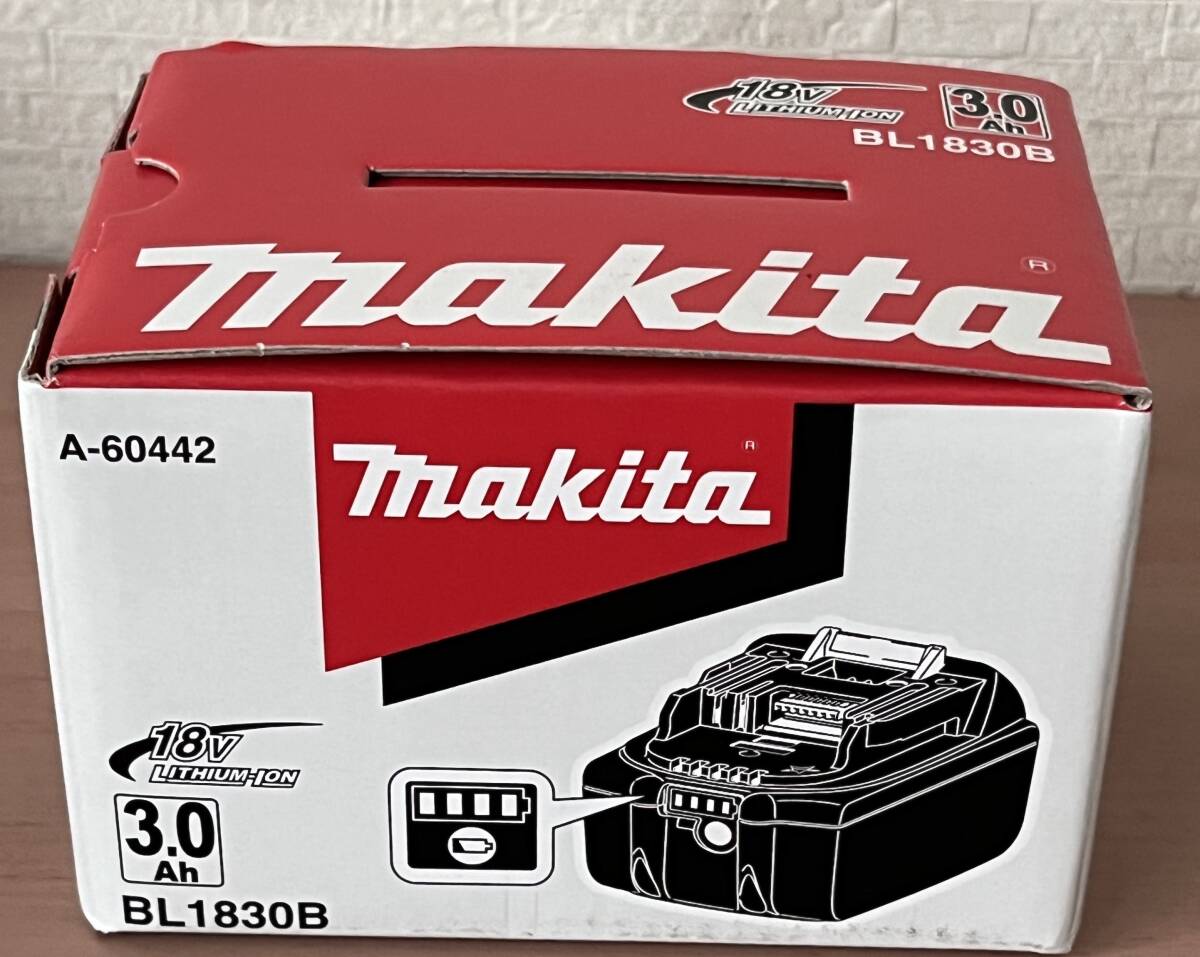 18V
LITHIUM-ION
3.0
Ah
BL1830B
makita®
A-60442
makita®
18V
LITHIUM-ION
3.0
Ah
BL1830B